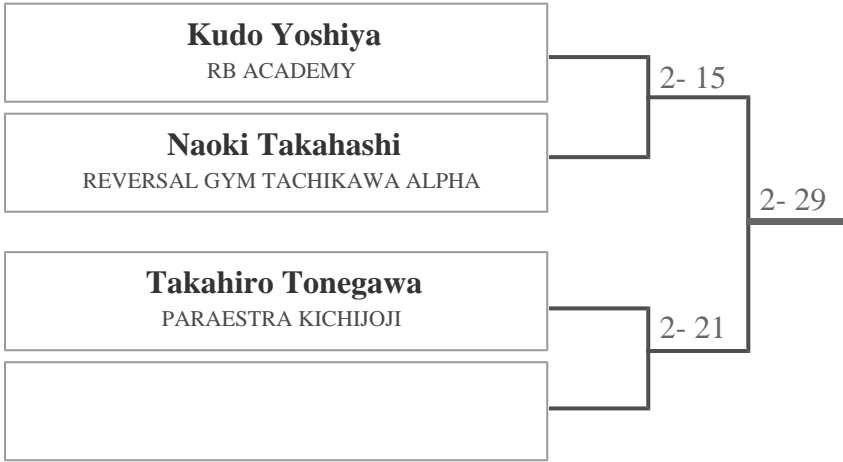 Kudo Yoshiya
RB ACADEMY
2- 15
Naoki Takahashi
REVERSAL GYM TACHIKAWA ALPHA
2- 29
Takahiro Tonegawa
PARAESTRA KICHIJOJI
2- 21